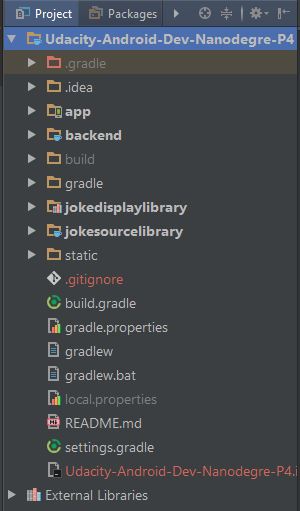 Project Packages
Udacity-Android-Dev-Nanodegre-P4
.gradle
.idea
app
backend
build
gradle
jokedisplaylibrary
jokesourcelibrary
static
.gitignore
build.gradle
gradle.properties
gradlew
gradlew.bat
local.properties
README.md
settings.gradle
Udacity-Android-Dev-Nanodegre-P4.i
External Libraries